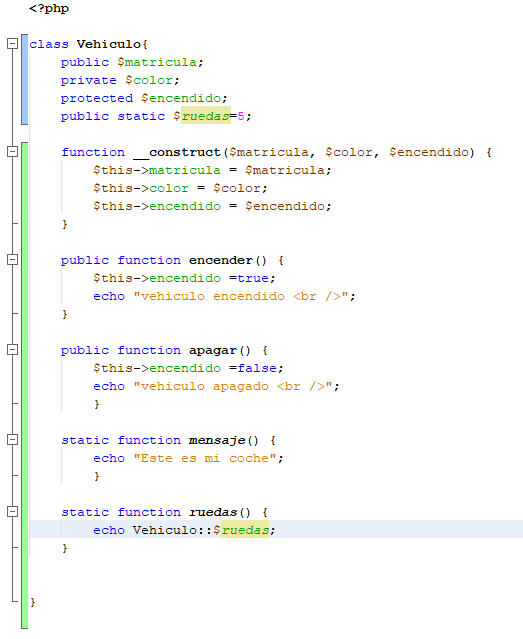 <?php
class Vehiculo{
public $matricula;
private $color;
protected $encendido;
public static $ruedas=5;
function __construct($matricula, $color, $encendido) {
$this->matricula = $matricula;
$this->color = $color;
$this->encendido = $encendido;
}
public function encender() {
$this->encendido =true;
echo "vehiculo encendido <br />";
}
public function apagar() {
$this->encendido =false;
echo "vehiculo apagado <br />";
}
static function mensaje() {
echo "Este es mi coche";
}
static function ruedas() {
echo Vehiculo::$ruedas;
}
}